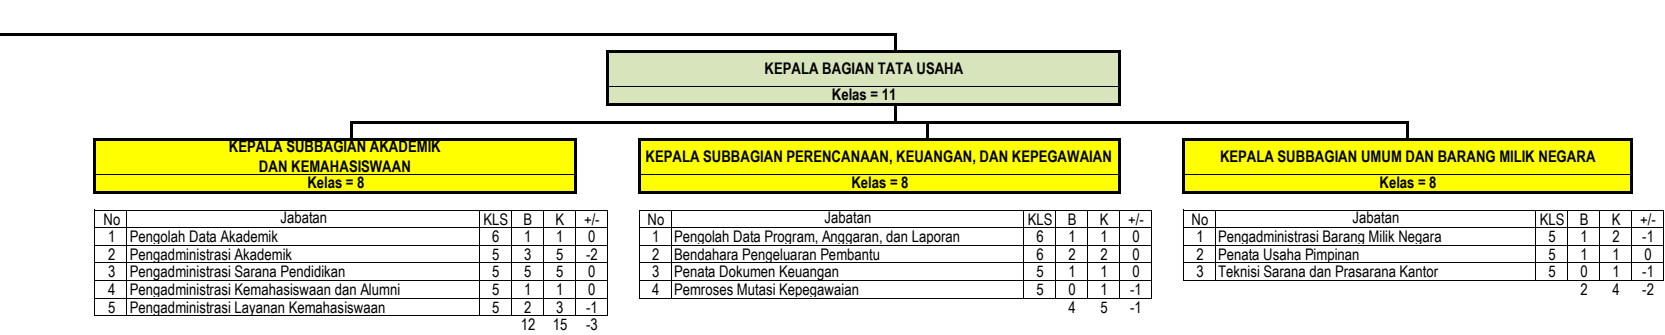 KEPALA BAGIAN TATA USAHA
Kelas = 11
KEPALA SUBBAGIAN AKADEMIK
DAN KEMAHASISWAAN
Kelas = 8
No Jabatan KLS B K +/-
1 Pengolah Data Akademik 6 1 1 0
2 Pengadministrasi Akademik 5 3 5 -2
3 Pengadministrasi Sarana Pendidikan 5 5 5 0
4 Pengadministrasi Kemahasiswaan dan Alumni 5 1 1 0
5 Pengadministrasi Layanan Kemahasiswaan 5 2 3 -1
12 15 -3
KEPALA SUBBAGIAN PERENCANAAN, KEUANGAN, DAN KEPEGAWAIAN
Kelas = 8
No Jabatan KLS B K +/-
1 Pengolah Data Program, Anggaran, dan Laporan 6 1 1 0
2 Bendahara Pengeluaran Pembantu 6 2 2 0
3 Penata Dokumen Keuangan 5 1 1 0
4 Pemroses Mutasi Kepegawaian 5 0 1 -1
4 5 -1
KEPALA SUBBAGIAN UMUM DAN BARANG MILIK NEGARA
Kelas = 8
No Jabatan KLS B K +/-
1 Pengadministrasi Barang Milik Negara 5 1 2 -1
2 Penata Usaha Pimpinan 5 1 1 0
3 Teknisi Sarana dan Prasarana Kantor 5 0 1 -1
2 4 -2